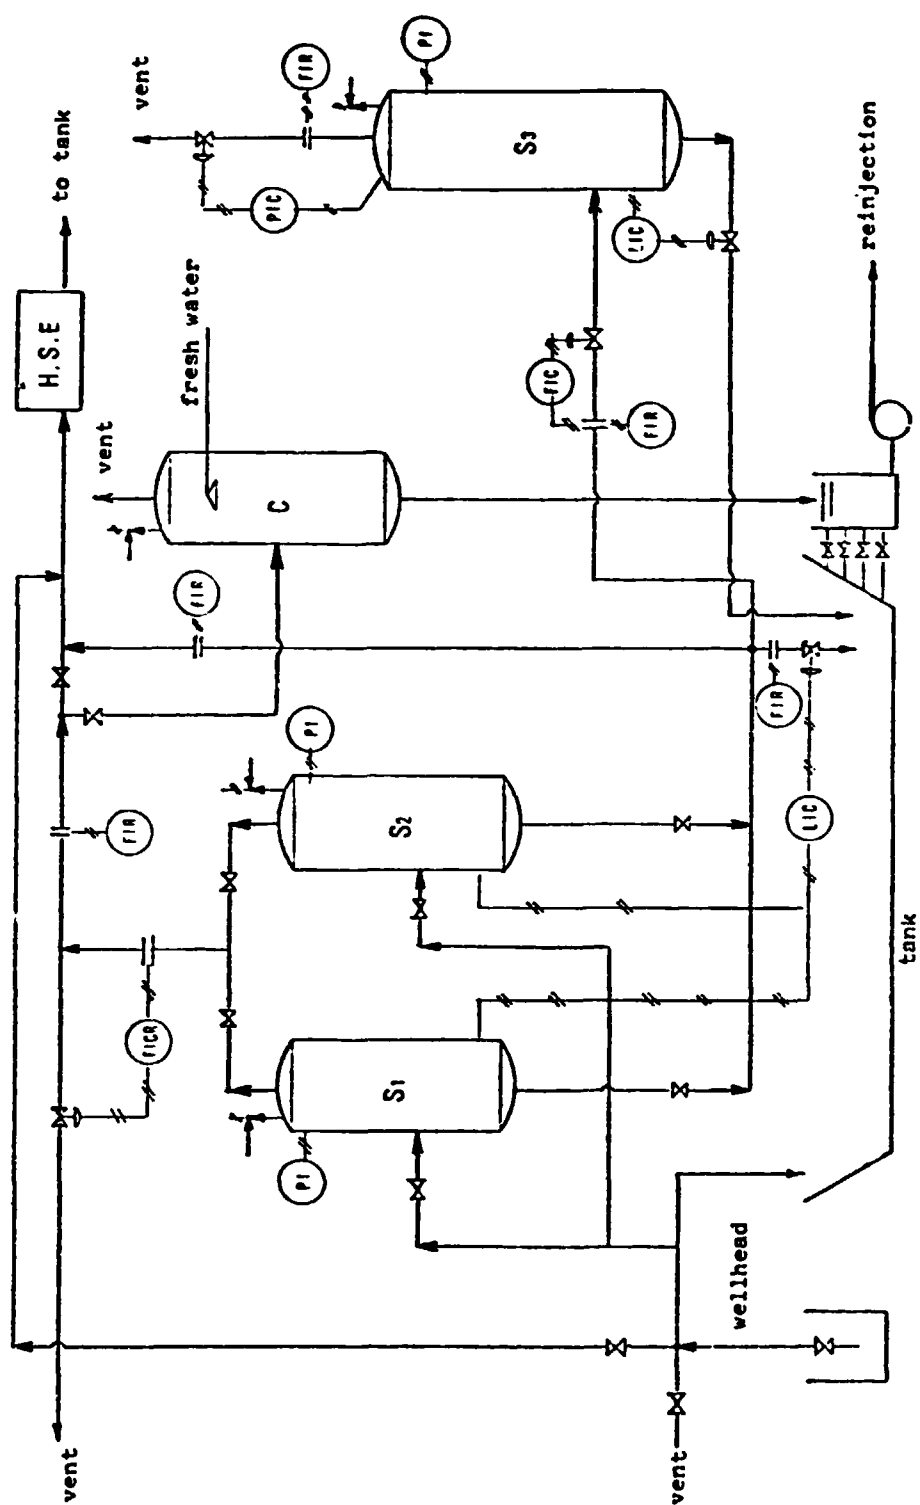 vent
H.S.E
to tank
vent
FIR
vent
FICR
FIR
fresh water
PIC
C
PI
PI
FIR
S1
S2
PI
S3
FIC
LIC
FIR
vent
wellhead
FIR
LIC
reinjection
tank